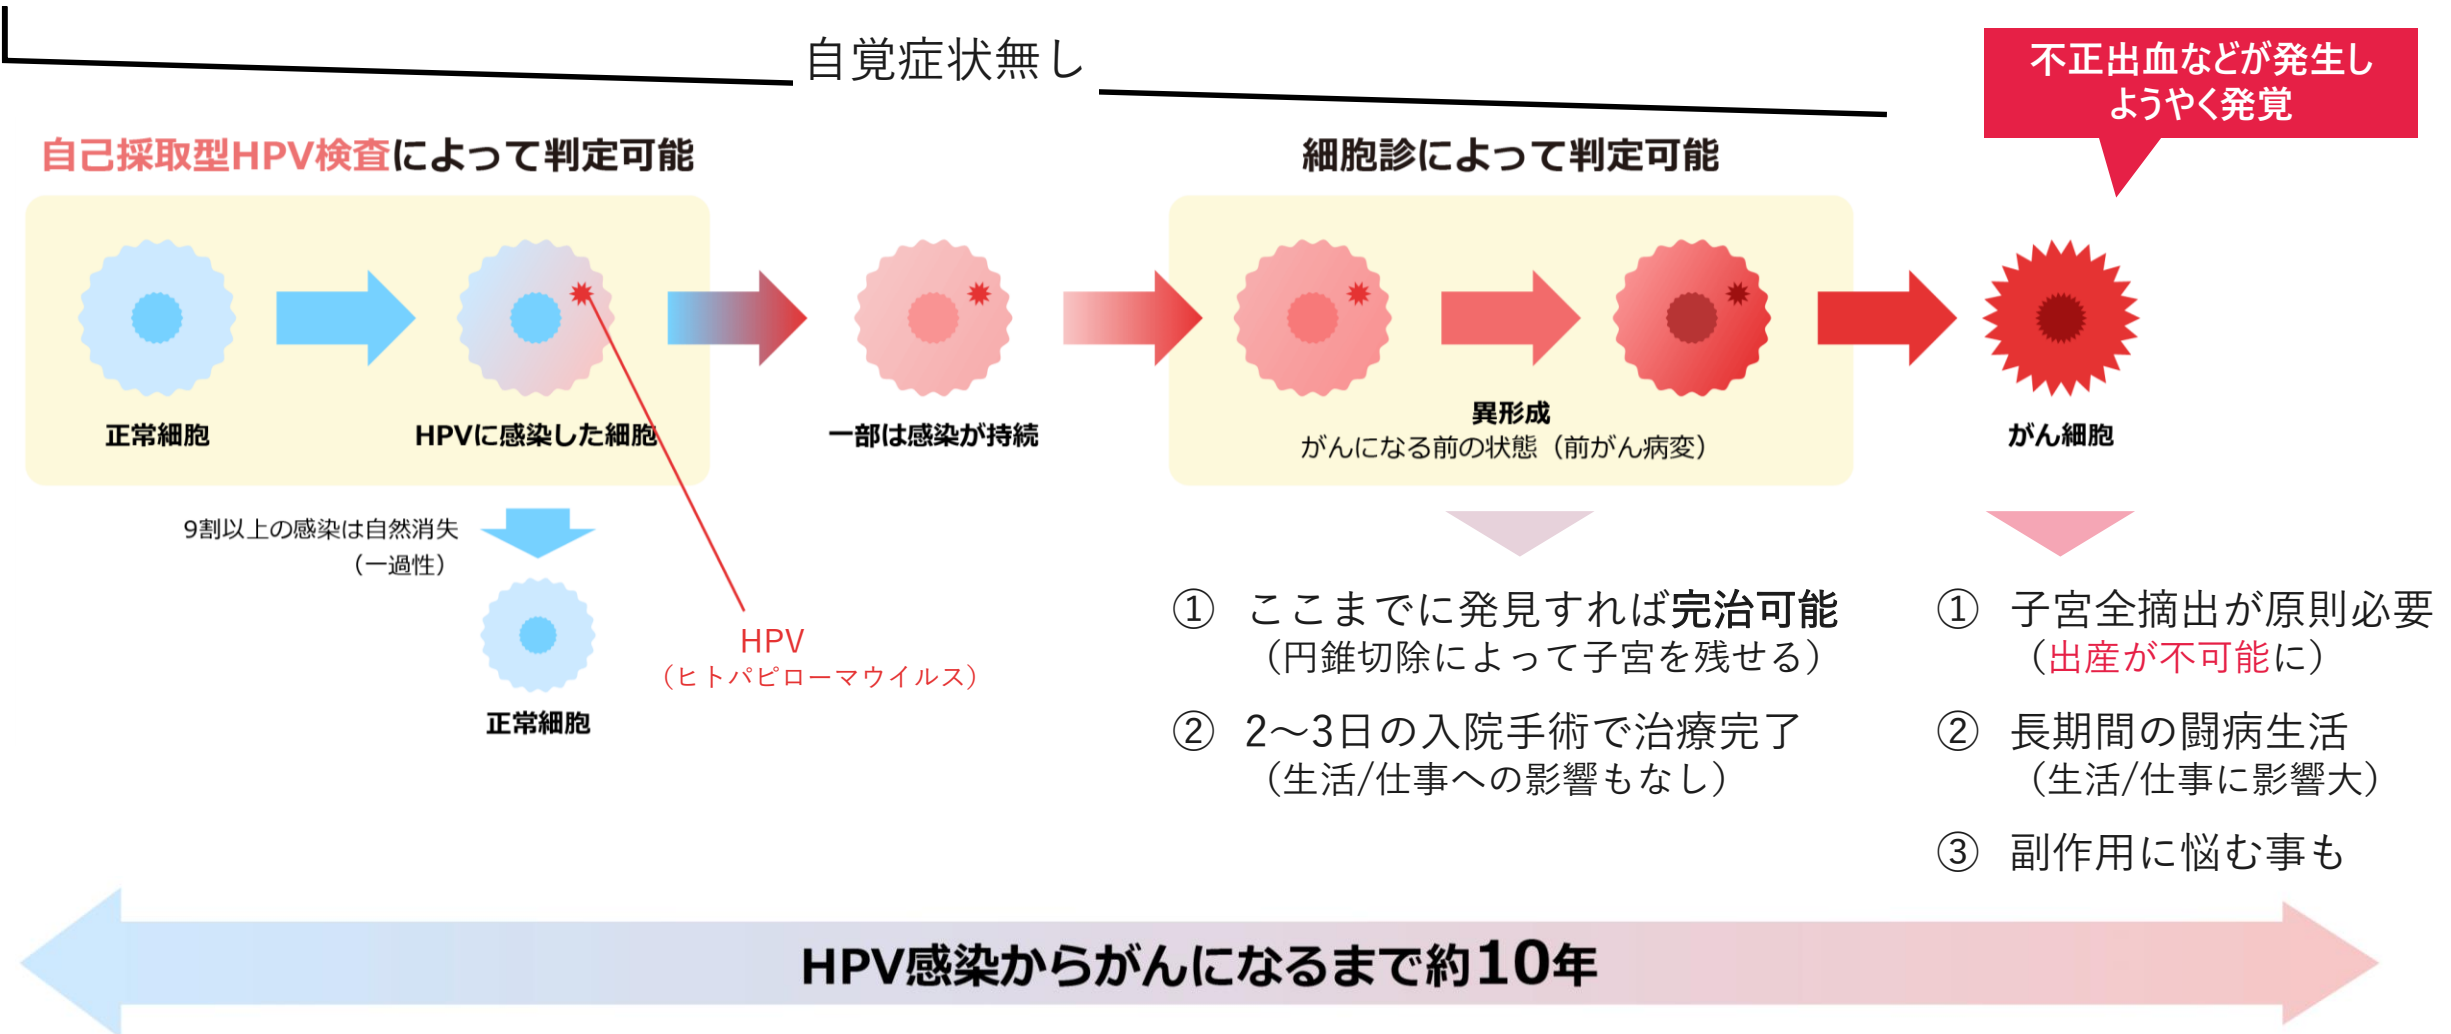 自覚症状無し
不正出血などが発生し
ようやく発覚
自己採取型HPV検査によって判定可能
細胞診によって判定可能
正常細胞
HPVに感染した細胞
一部は感染が持続
異形成
がんになる前の状態（前がん病変）
がん細胞
9割以上の感染は自然消失
（一過性）
正常細胞
HPV
（ヒトパピローマウイルス）
① ここまでに発見すれば完治可能
（円錐切除によって子宮を残せる）
② 2〜3日の入院手術で治療完了
（生活/仕事への影響もなし）
① 子宮全摘出が原則必要
（出産が不可能に）
② 長期間の闘病生活
（生活/仕事に影響大）
③ 副作用に悩む事も
HPV感染からがんになるまで約10年